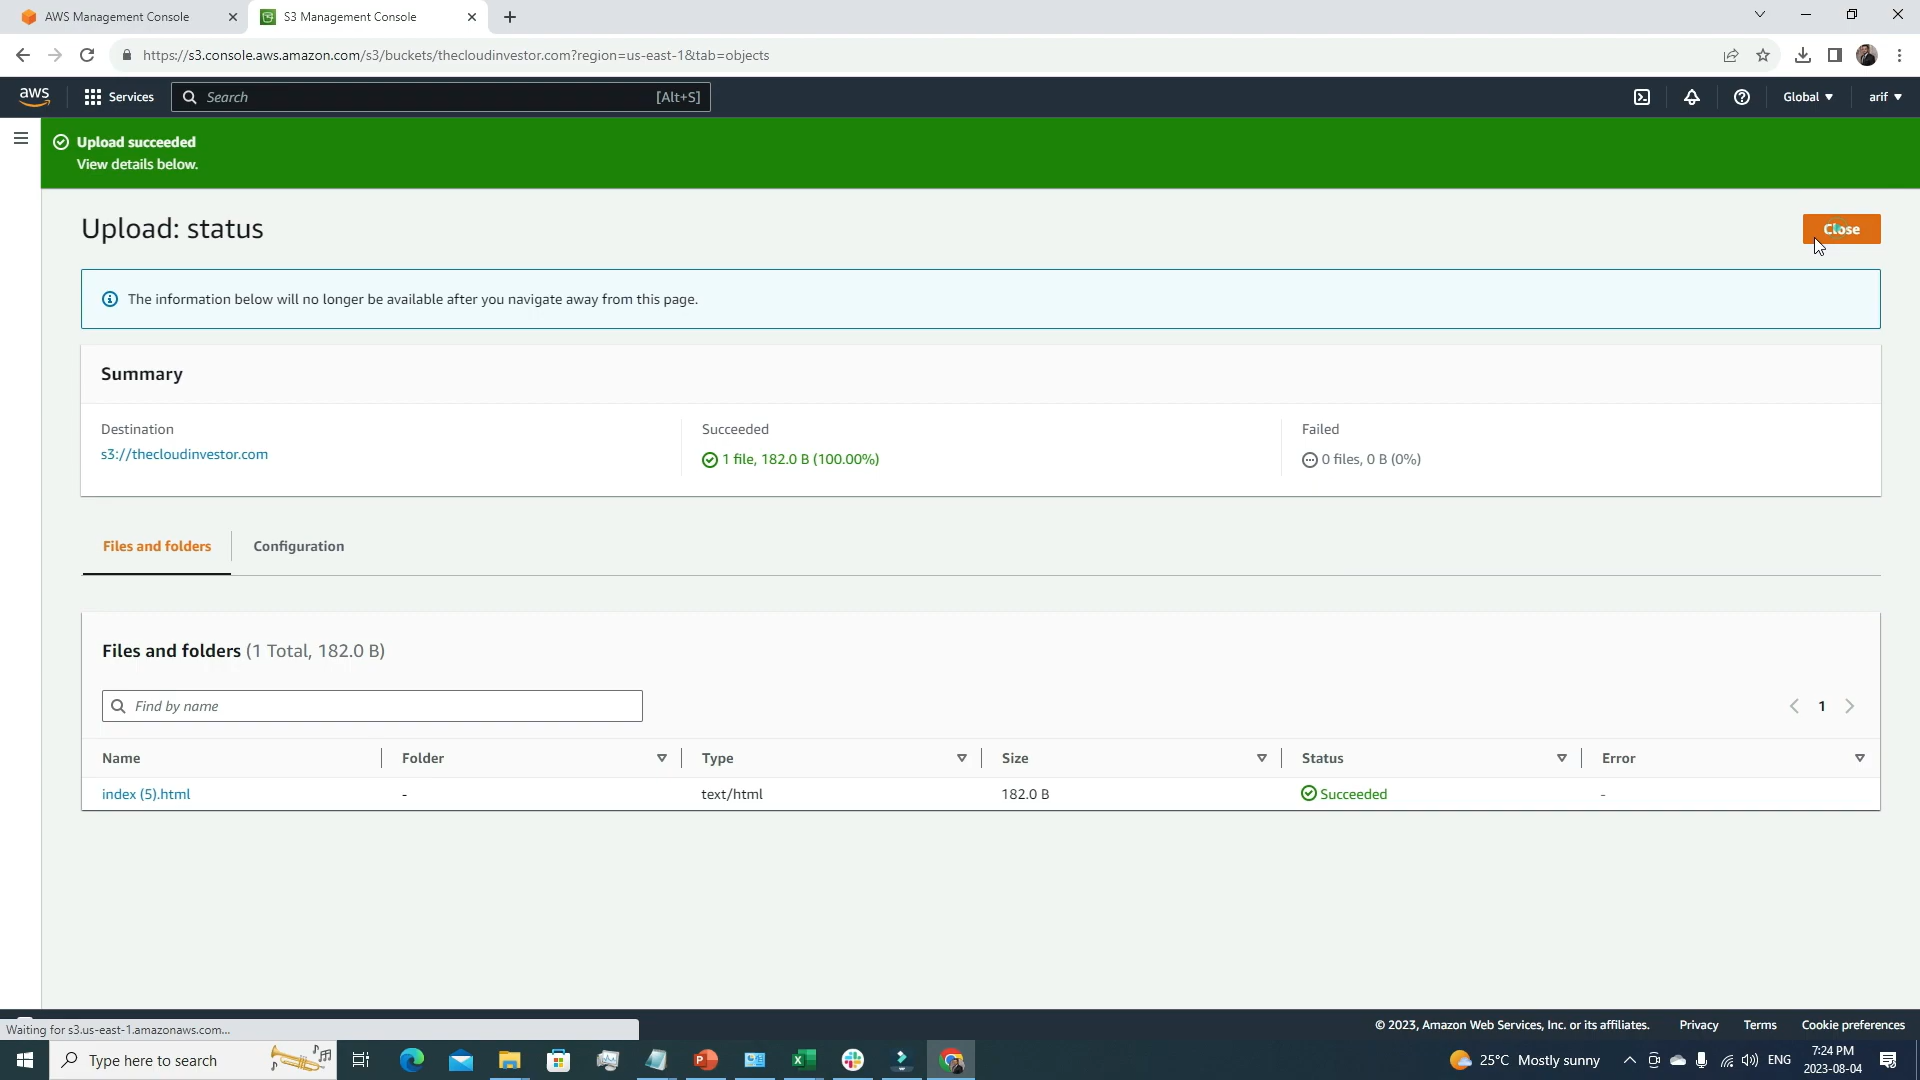 AWS Management Console
S3 Management Console
https://s3.console.aws.amazon.com/s3/buckets/thecloudinvestor.com?region=us-east-1&tab=objects
aws Services Search [Alt+S] Global arif
Upload succeeded
View details below.
Upload: status
Close
The information below will no longer be available after you navigate away from this page.
Summary
Destination Succeeded Failed
s3://thecloudinvestor.com 1 file, 182.0 B (100.00%) 0 files, 0 B (0%)
Files and folders Configuration
Files and folders (1 Total, 182.0 B)
Find by name 1
Name Folder Type Size Status Error
index (5).html - text/html 182.0 B Succeeded -
Waiting for s3.us-east-1.amazonaws.com...
© 2023, Amazon Web Services, Inc. or its affiliates. Privacy Terms Cookie preferences
Type here to search 25°C Mostly sunny ENG 7:24 PM
2023-08-04